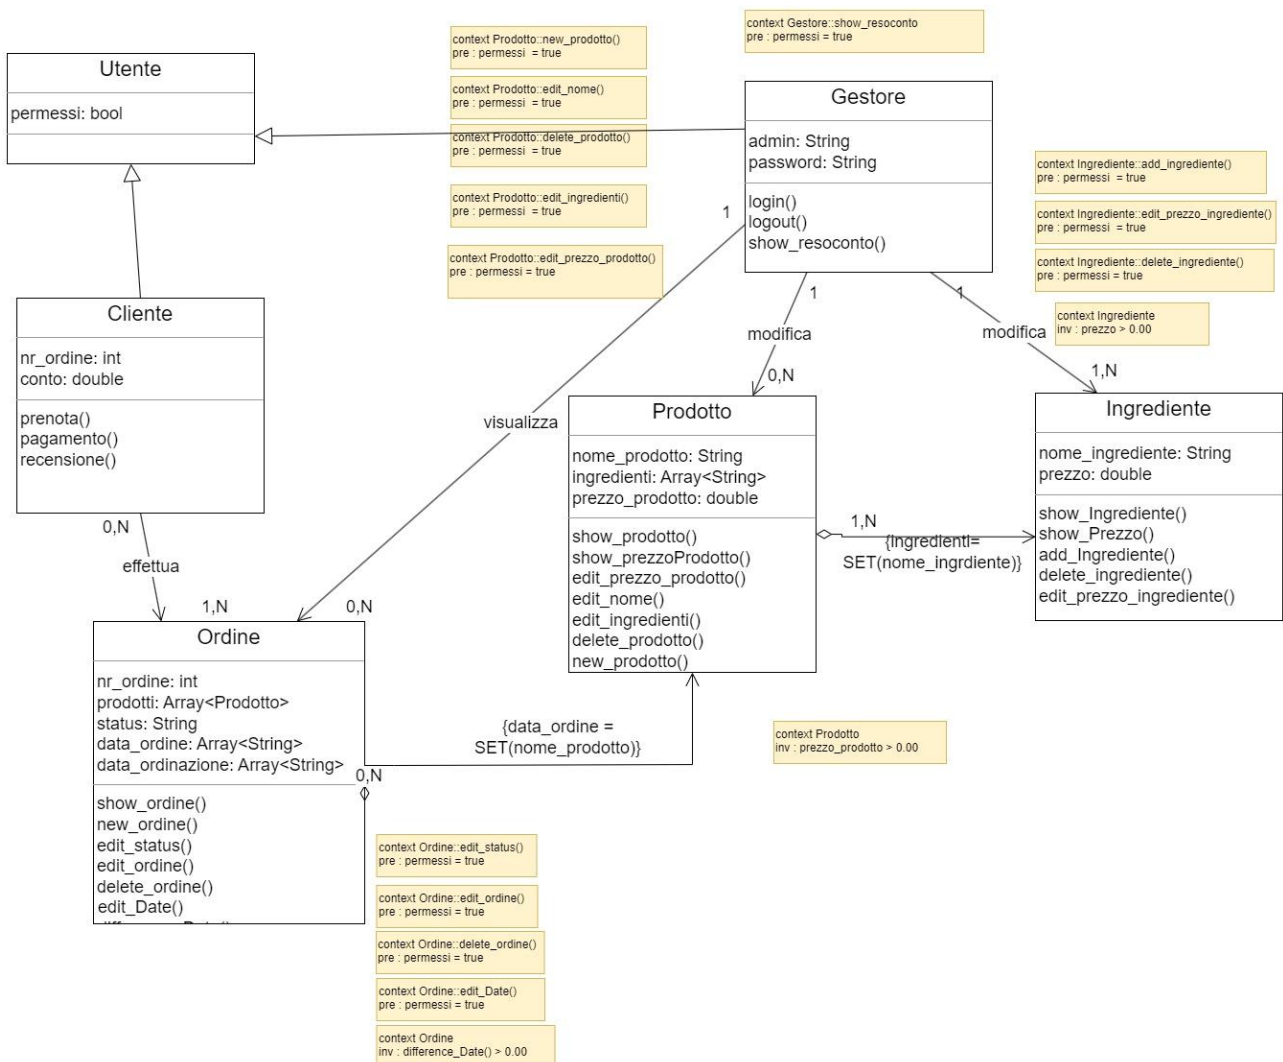 context Gestore::show_resoconto
pre : permessi = true
context Prodotto::new_prodotto()
pre : permessi = true
Utente
permessi: bool
context Prodotto::edit_nome()
pre : permessi = true
context Prodotto::delete_prodotto()
pre : permessi = true
context Prodotto::edit_ingredienti()
pre : permessi = true
context Prodotto::edit_prezzo_prodotto()
pre : permessi = true
Gestore
admin: String
password: String
login()
logout()
show_resoconto()
context Ingrediente::add_ingrediente()
pre : permessi = true
context Ingrediente::edit_prezzo_ingrediente()
pre : permessi = true
context Ingrediente::delete_ingrediente()
pre : permessi = true
context Ingrediente
inv : prezzo > 0.00
1
1
1
modifica
modifica
0,N
1,N
visualizza
Cliente
nr_ordine: int
conto: double
prenota()
pagamento()
recensione()
0,N
effettua
1,N
0,N
Prodotto
nome_prodotto: String
ingredienti: Array<String>
prezzo_prodotto: double
show_prodotto()
show_prezzoProdotto()
edit_prezzo_prodotto()
edit_nome()
edit_ingredienti()
delete_prodotto()
new_prodotto()
1,N
{Ingredienti=
SET(nome_ingrdiente)}
Ingrediente
nome_ingrediente: String
prezzo: double
show_Ingrediente()
show_Prezzo()
add_Ingrediente()
delete_ingrediente()
edit_prezzo_ingrediente()
Ordine
nr_ordine: int
prodotti: Array<Prodotto>
status: String
data_ordine: Array<String>
data_ordinazione: Array<String>
show_ordine()
new_ordine()
edit_status()
edit_ordine()
delete_ordine()
edit_Date()
{data_ordine =
SET(nome_prodotto)}
0,N
context Prodotto
inv : prezzo_prodotto > 0.00
context Ordine::edit_status()
pre : permessi = true
context Ordine::edit_ordine()
pre : permessi = true
context Ordine::delete_ordine()
pre : permessi = true
context Ordine::edit_Date()
pre : permessi = true
context Ordine
inv : difference_Date() > 0.00